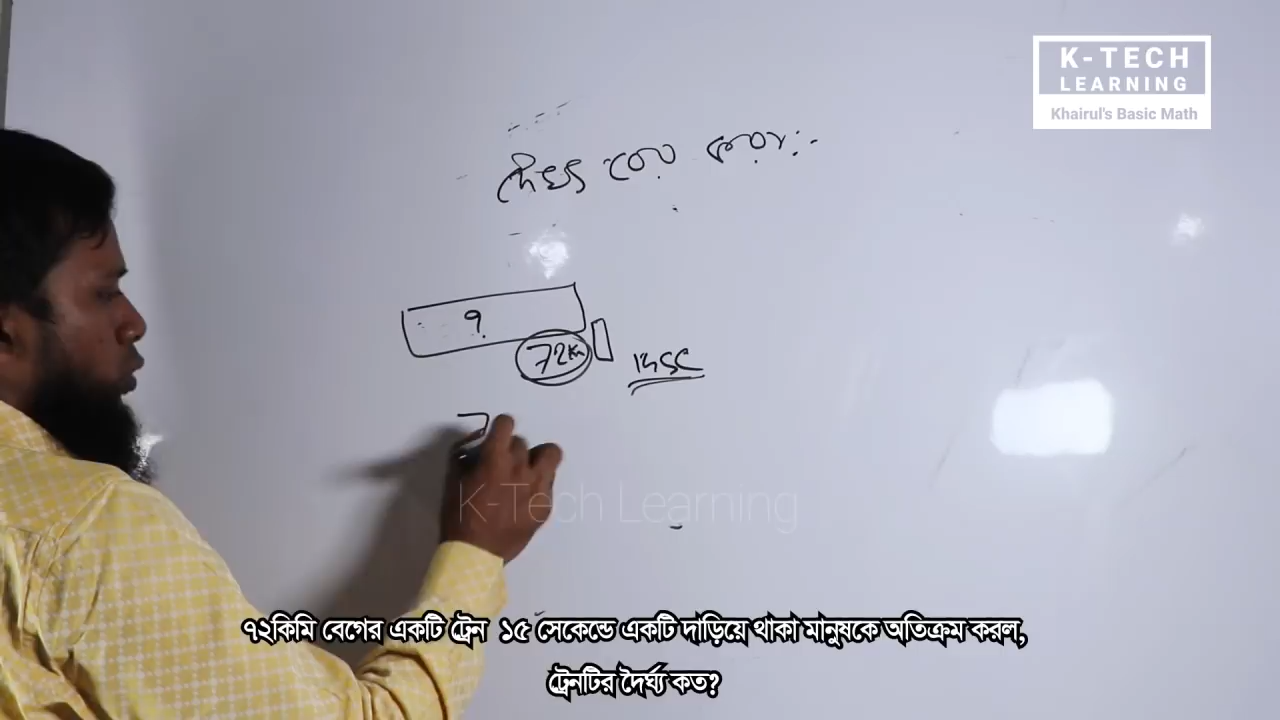 K-TECH
LEARNING
Khairul's Basic Math
দৈর্ঘ্য বের করা:-
?
72Km
15sec
7
K-Tech Learning
৭২কিমি বেগের একটি ট্রেন ১৫ সেকেন্ডে একটি দাড়িয়ে থাকা মানুষকে অতিক্রম করল,
ট্রেনটির দৈর্ঘ্য কত?